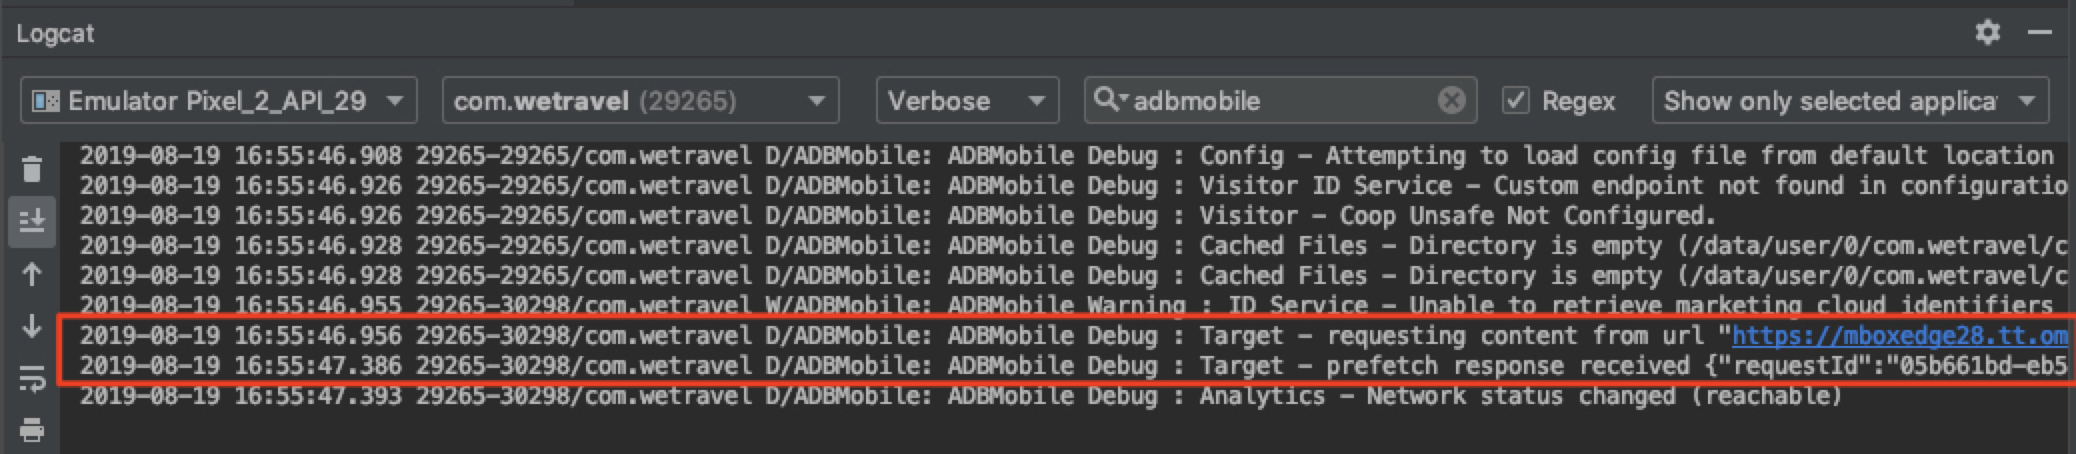 Logcat
Emulator Pixel_2_API_29 com.wetravel (29265) Verbose adbmobile Regex Show only selected applica
2019-08-19 16:55:46.908 29265-29265/com.wetravel D/ADBMobile: ADBMobile Debug : Config - Attempting to load config file from default location
2019-08-19 16:55:46.926 29265-29265/com.wetravel D/ADBMobile: ADBMobile Debug : Visitor ID Service - Custom endpoint not found in configuratio
2019-08-19 16:55:46.926 29265-29265/com.wetravel D/ADBMobile: ADBMobile Debug : Visitor - Coop Unsafe Not Configured.
2019-08-19 16:55:46.928 29265-29265/com.wetravel D/ADBMobile: ADBMobile Debug : Cached Files - Directory is empty (/data/user/0/com.wetravel/c
2019-08-19 16:55:46.928 29265-29265/com.wetravel D/ADBMobile: ADBMobile Debug : Cached Files - Directory is empty (/data/user/0/com.wetravel/c
2019-08-19 16:55:46.955 29265-30298/com.wetravel W/ADBMobile: ADBMobile Warning : ID Service - Unable to retrieve marketing cloud identifiers
2019-08-19 16:55:46.956 29265-30298/com.wetravel D/ADBMobile: ADBMobile Debug : Target - requesting content from url "https://mboxedge28.tt.om
2019-08-19 16:55:47.386 29265-30298/com.wetravel D/ADBMobile: ADBMobile Debug : Target - prefetch response received {"requestId":"05b661bd-eb5
2019-08-19 16:55:47.393 29265-30298/com.wetravel D/ADBMobile: ADBMobile Debug : Analytics - Network status changed (reachable)